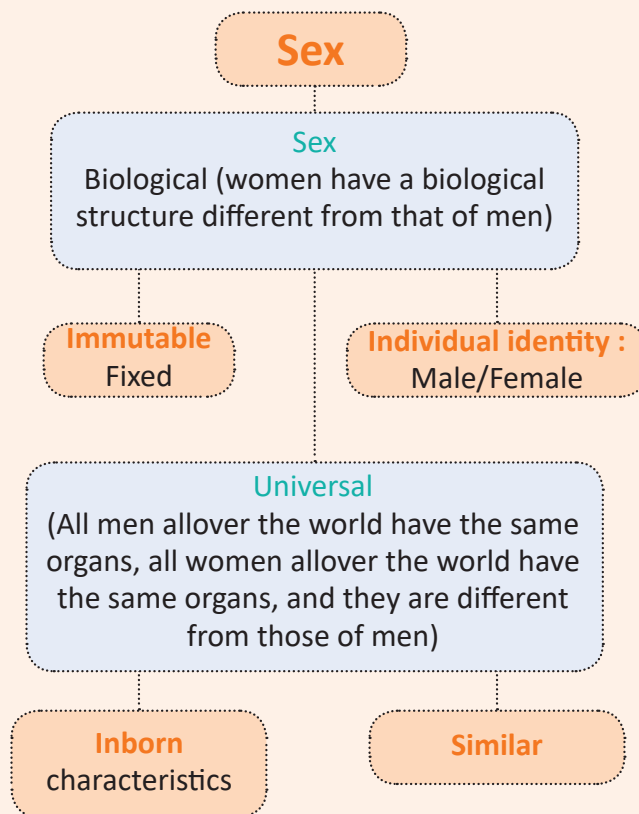 Sex
Sex
Biological (women have a biological
structure different from that of men)
Immutable
Fixed
Individual identity :
Male/Female
Universal
(All men allover the world have the same
organs, all women allover the world have
the same organs, and they are different
from those of men)
Inborn
characteristics
Similar